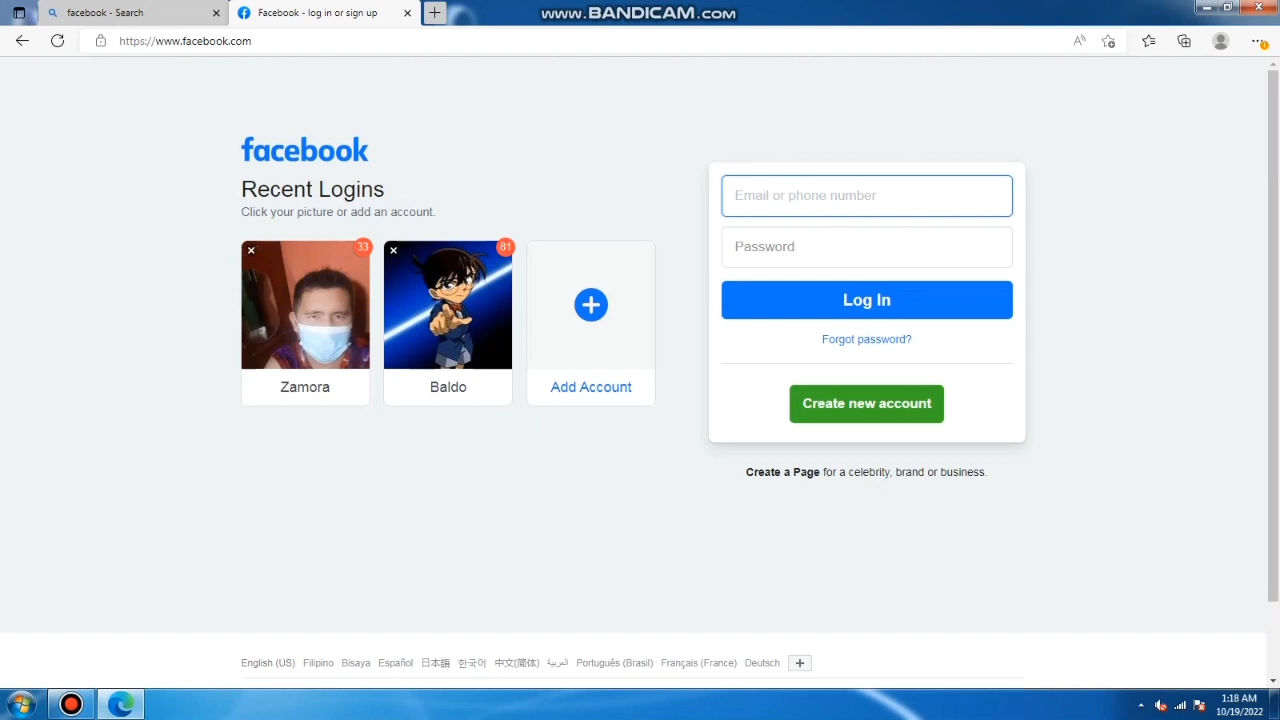 facebook - Search
Facebook - log in or sign up
www.BANDICAM.com
https://www.facebook.com
facebook
Recent Logins
Click your picture or add an account.
33
81
Zamora
Baldo
Add Account
Email or phone number
Password
Log In
Forgot password?
Create new account
Create a Page for a celebrity, brand or business.
English (US) Filipino Bisaya Español 日本語 한국어 中文(简体) العربية Português (Brasil) Français (France) Deutsch
1:18 AM
10/19/2022